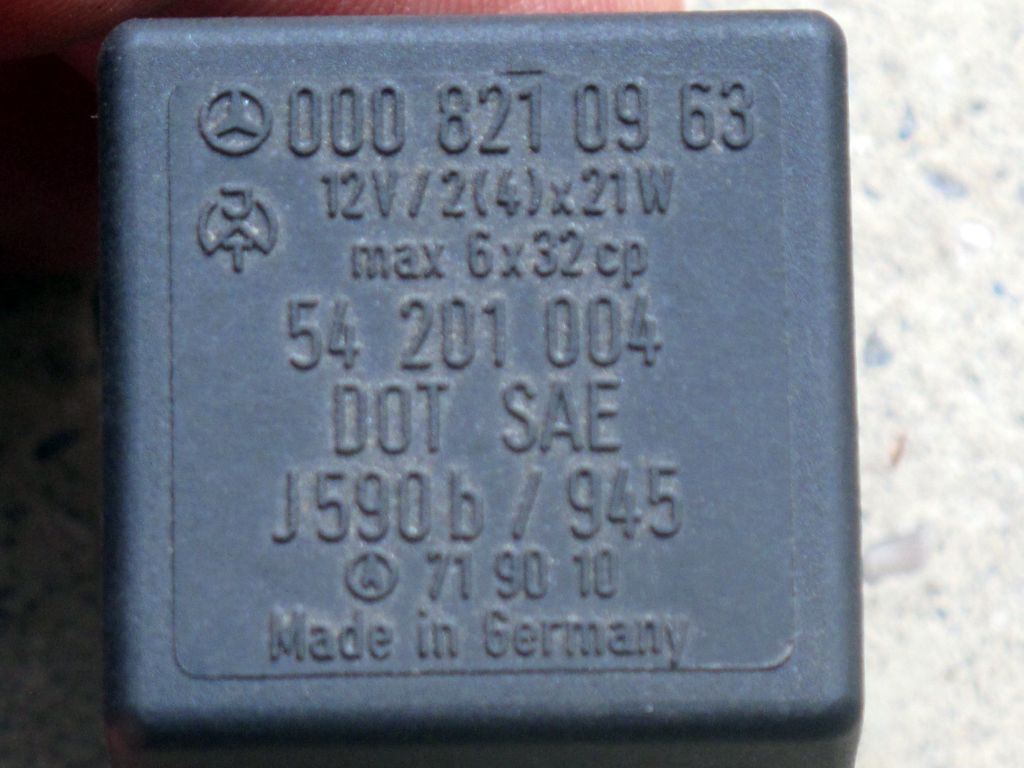 000 821 09 63
12V/2(4)x21W
max 6x32cp
54 201 004
DOT SAE
J590b / 945
71 90 10
Made in Germany